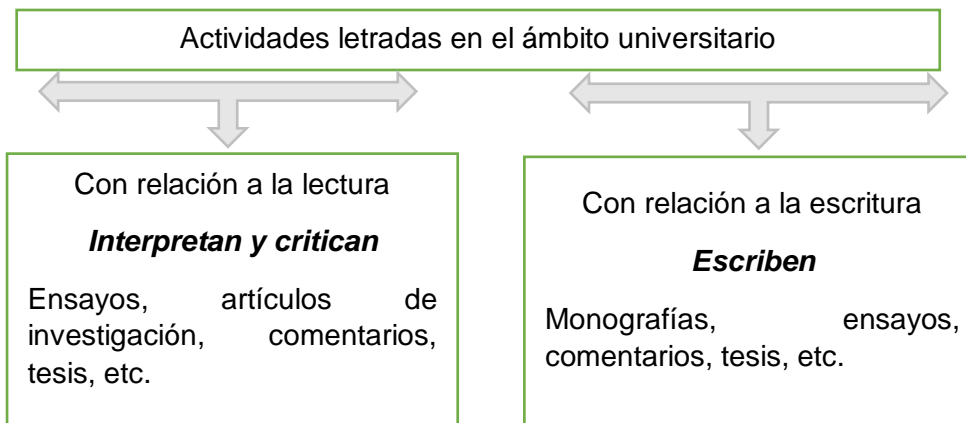 Actividades letradas en el ámbito universitario
Con relación a la lectura
Interpretan y critican
Ensayos, artículos de
investigación, comentarios,
tesis, etc.
Con relación a la escritura
Escriben
Monografías, ensayos,
comentarios, tesis, etc.